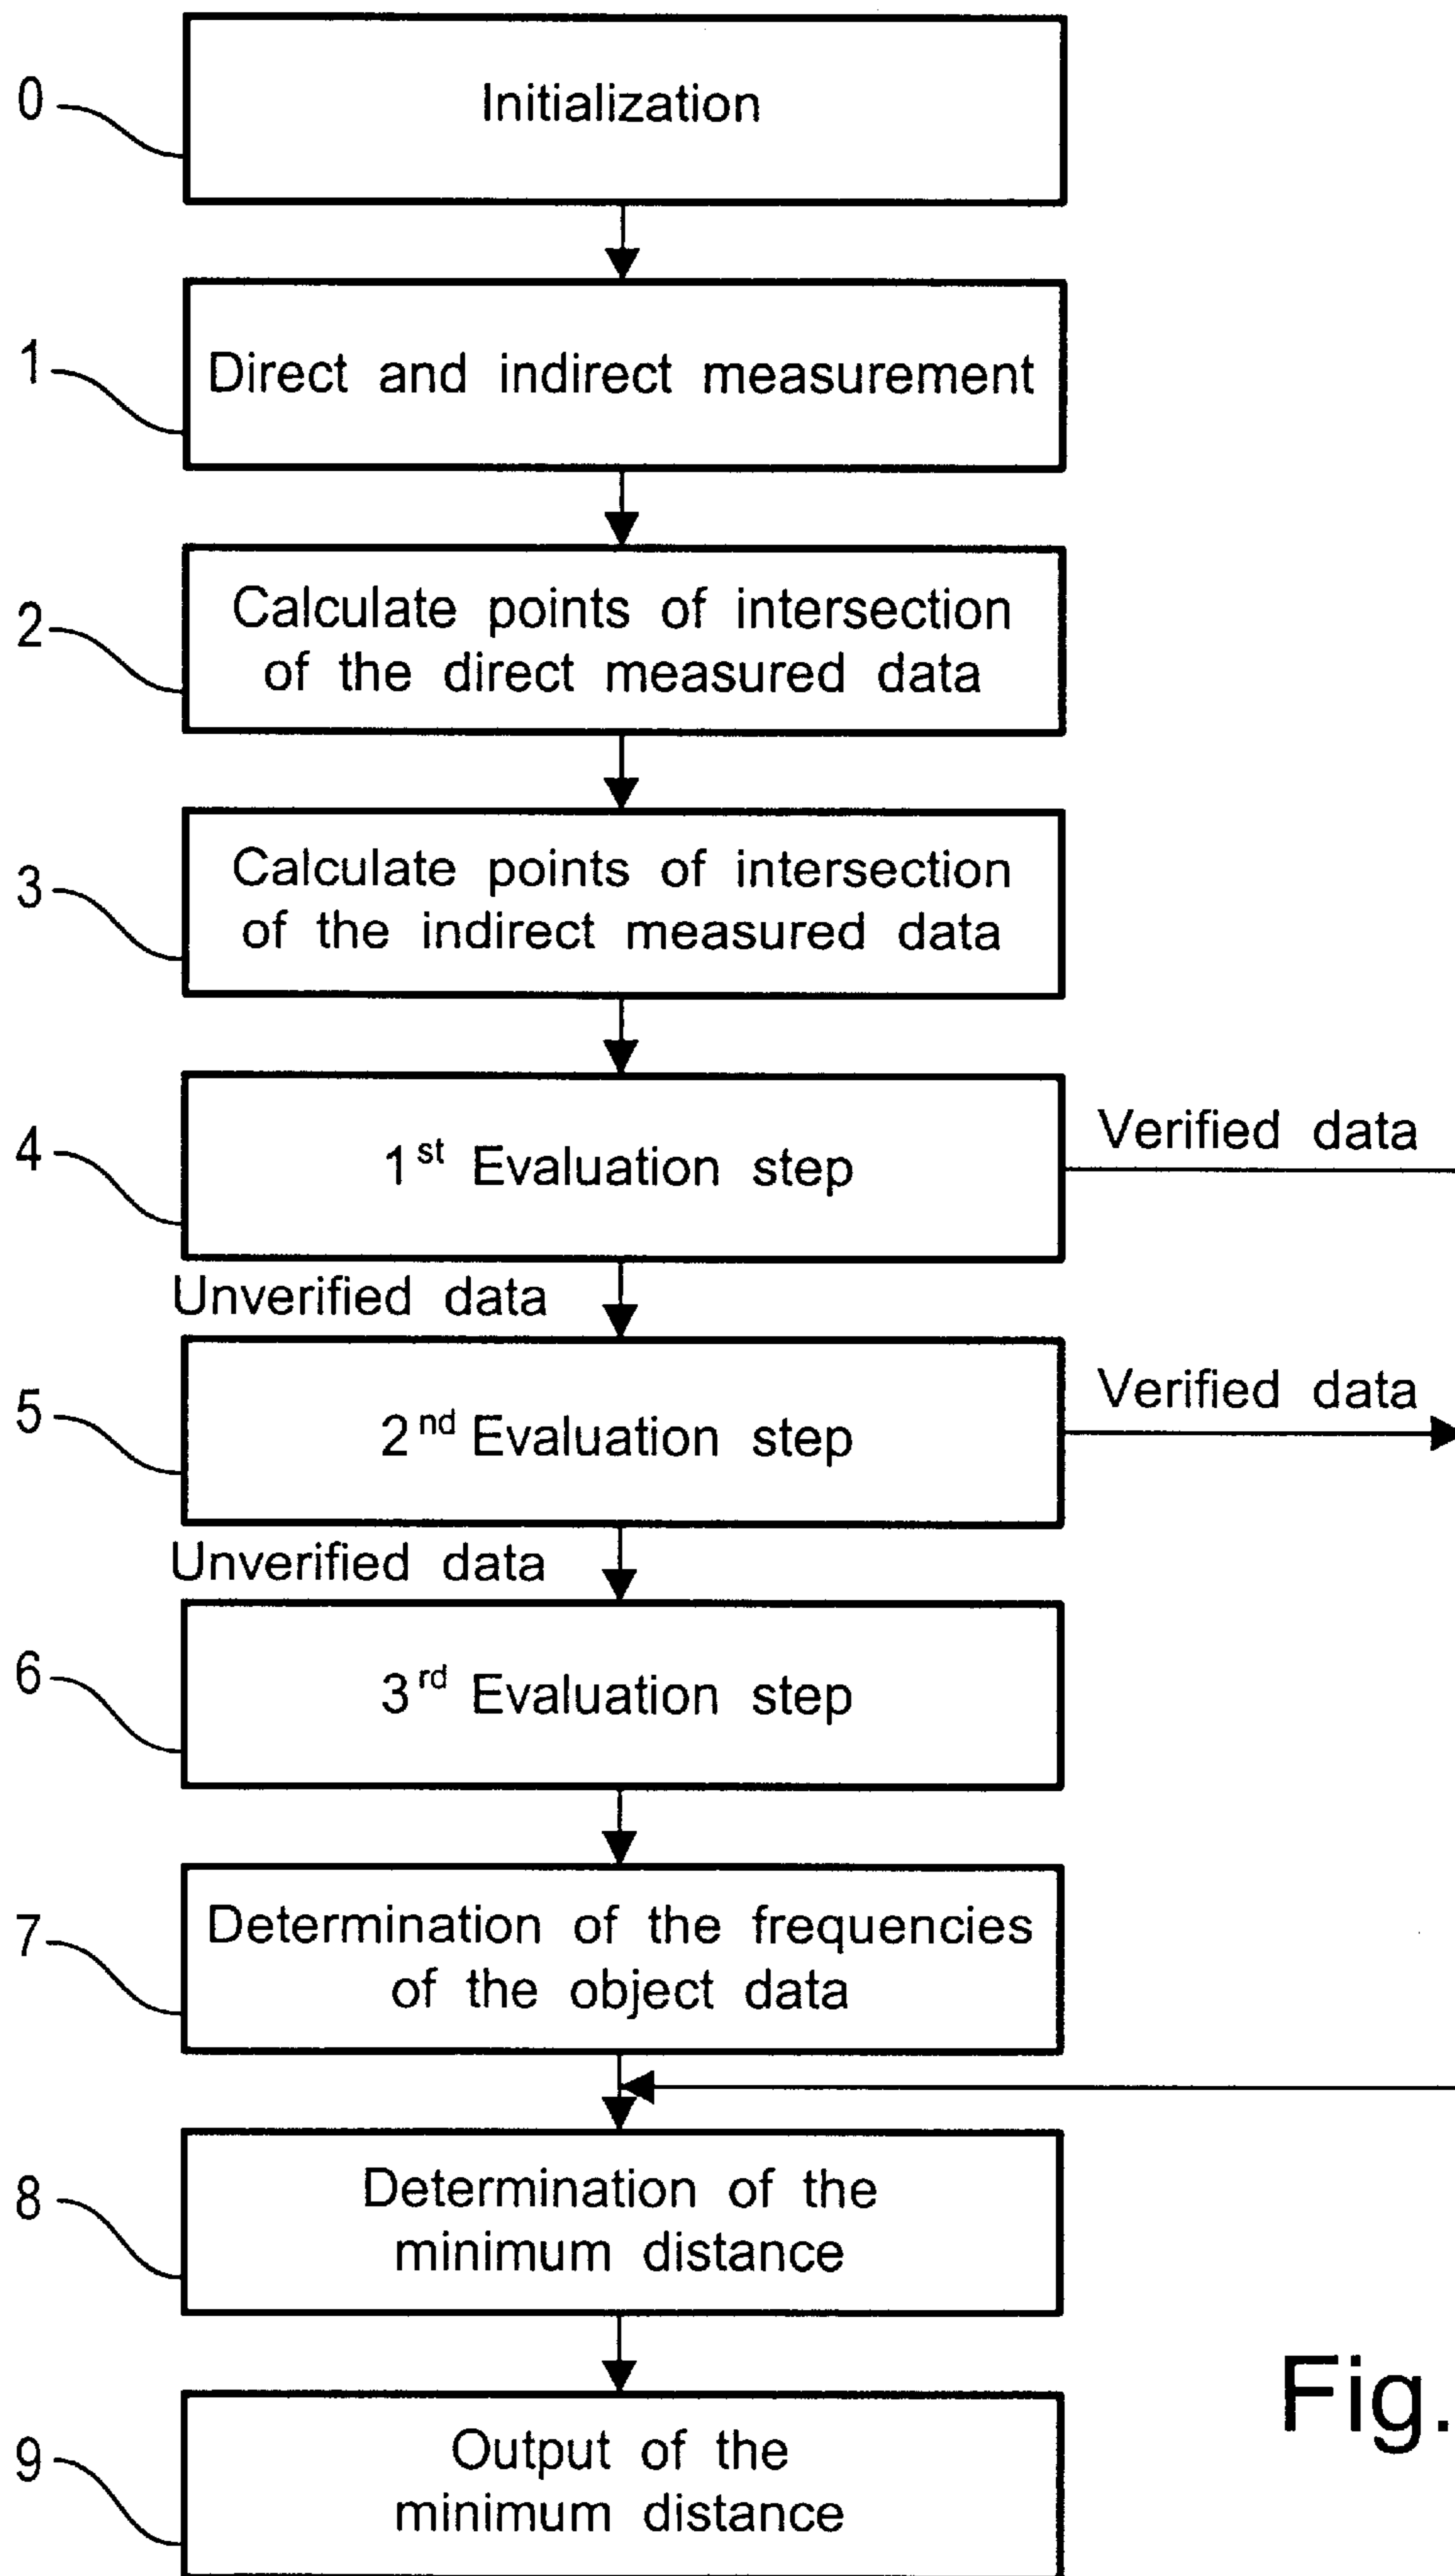 0
Initialization
1
Direct and indirect measurement
2
Calculate points of intersection
of the direct measured data
3
Calculate points of intersection
of the indirect measured data
4
1st Evaluation step
Verified data
Unverified data
5
2nd Evaluation step
Verified data
Unverified data
6
3rd Evaluation step
7
Determination of the frequencies
of the object data
8
Determination of the
minimum distance
9
Output of the
minimum distance
Fig.